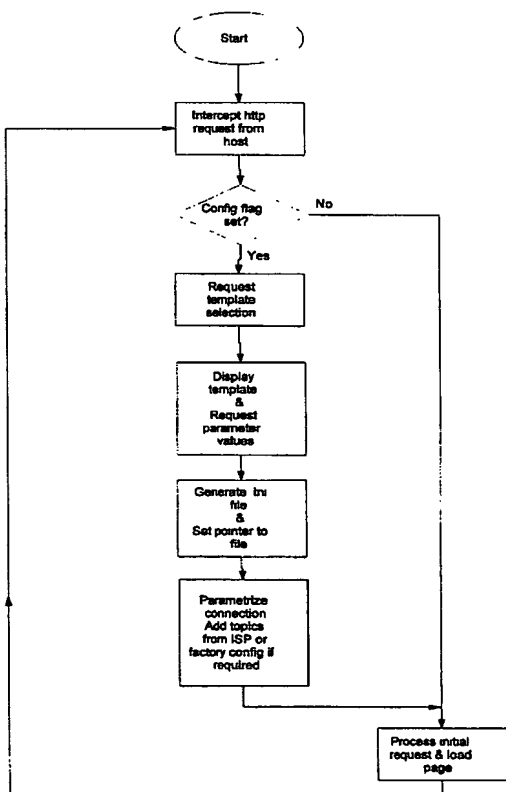 Start
Intercept http
request from
host
Config flag
set?
No
Yes
Request
template
selection
Display
template
&
Request
parameter
values
Generate ini
file
&
Set pointer to
file
Parametrize
connection
Add topics
from ISP or
factory config if
required
Process initial
request & load
page